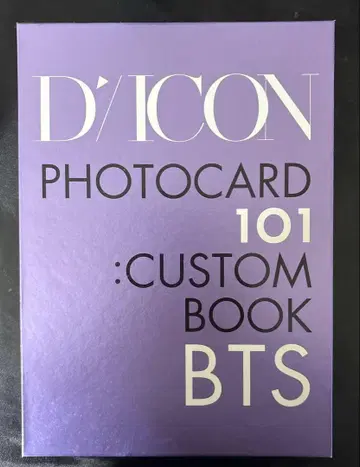 D'/ICON
PHOTOCARD
101
:CUSTOM
BOOK
BTS